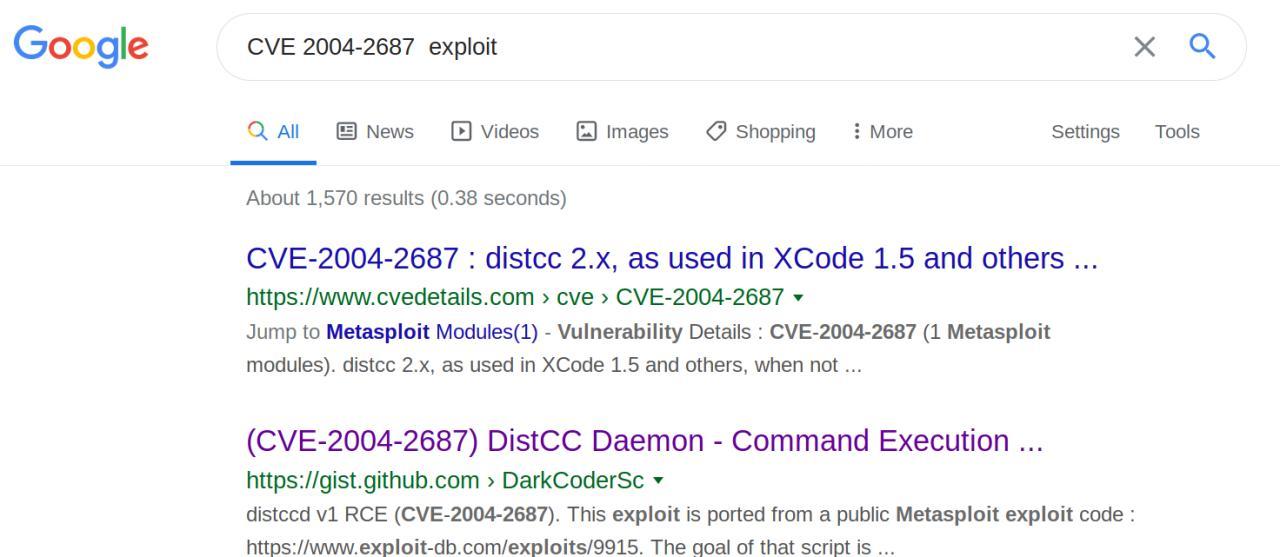 Google
CVE 2004-2687  exploit
All News Videos Images Shopping More Settings Tools
About 1,570 results (0.38 seconds)
CVE-2004-2687 : distcc 2.x, as used in XCode 1.5 and others ...
https://www.cvedetails.com › cve › CVE-2004-2687
Jump to Metasploit Modules(1) - Vulnerability Details : CVE-2004-2687 (1 Metasploit
modules). distcc 2.x, as used in XCode 1.5 and others, when not ...
(CVE-2004-2687) DistCC Daemon - Command Execution ...
https://gist.github.com › DarkCoderSc
distccd v1 RCE (CVE-2004-2687). This exploit is ported from a public Metasploit exploit code :
https://www.exploit-db.com/exploits/9915. The goal of that script is ...